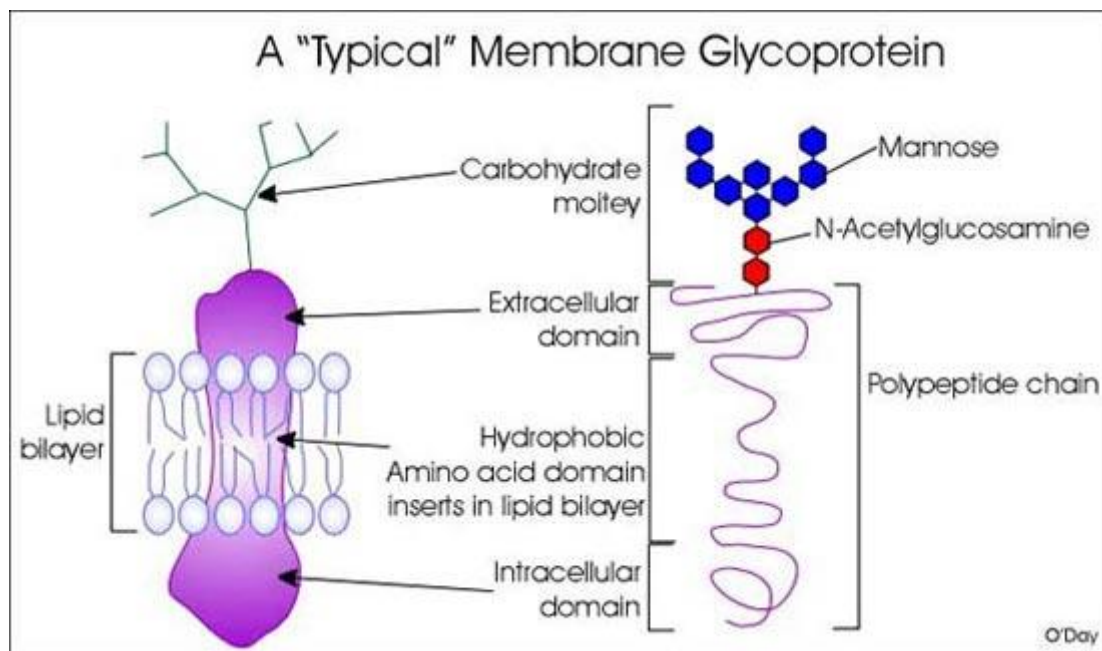 A “Typical” Membrane Glycoprotein
Carbohydrate
moitey
Mannose
N-Acetylglucosamine
Extracellular
domain
Lipid
bilayer
Polypeptide chain
Hydrophobic
Amino acid domain
inserts in lipid bilayer
Intracellular
domain
O'Day